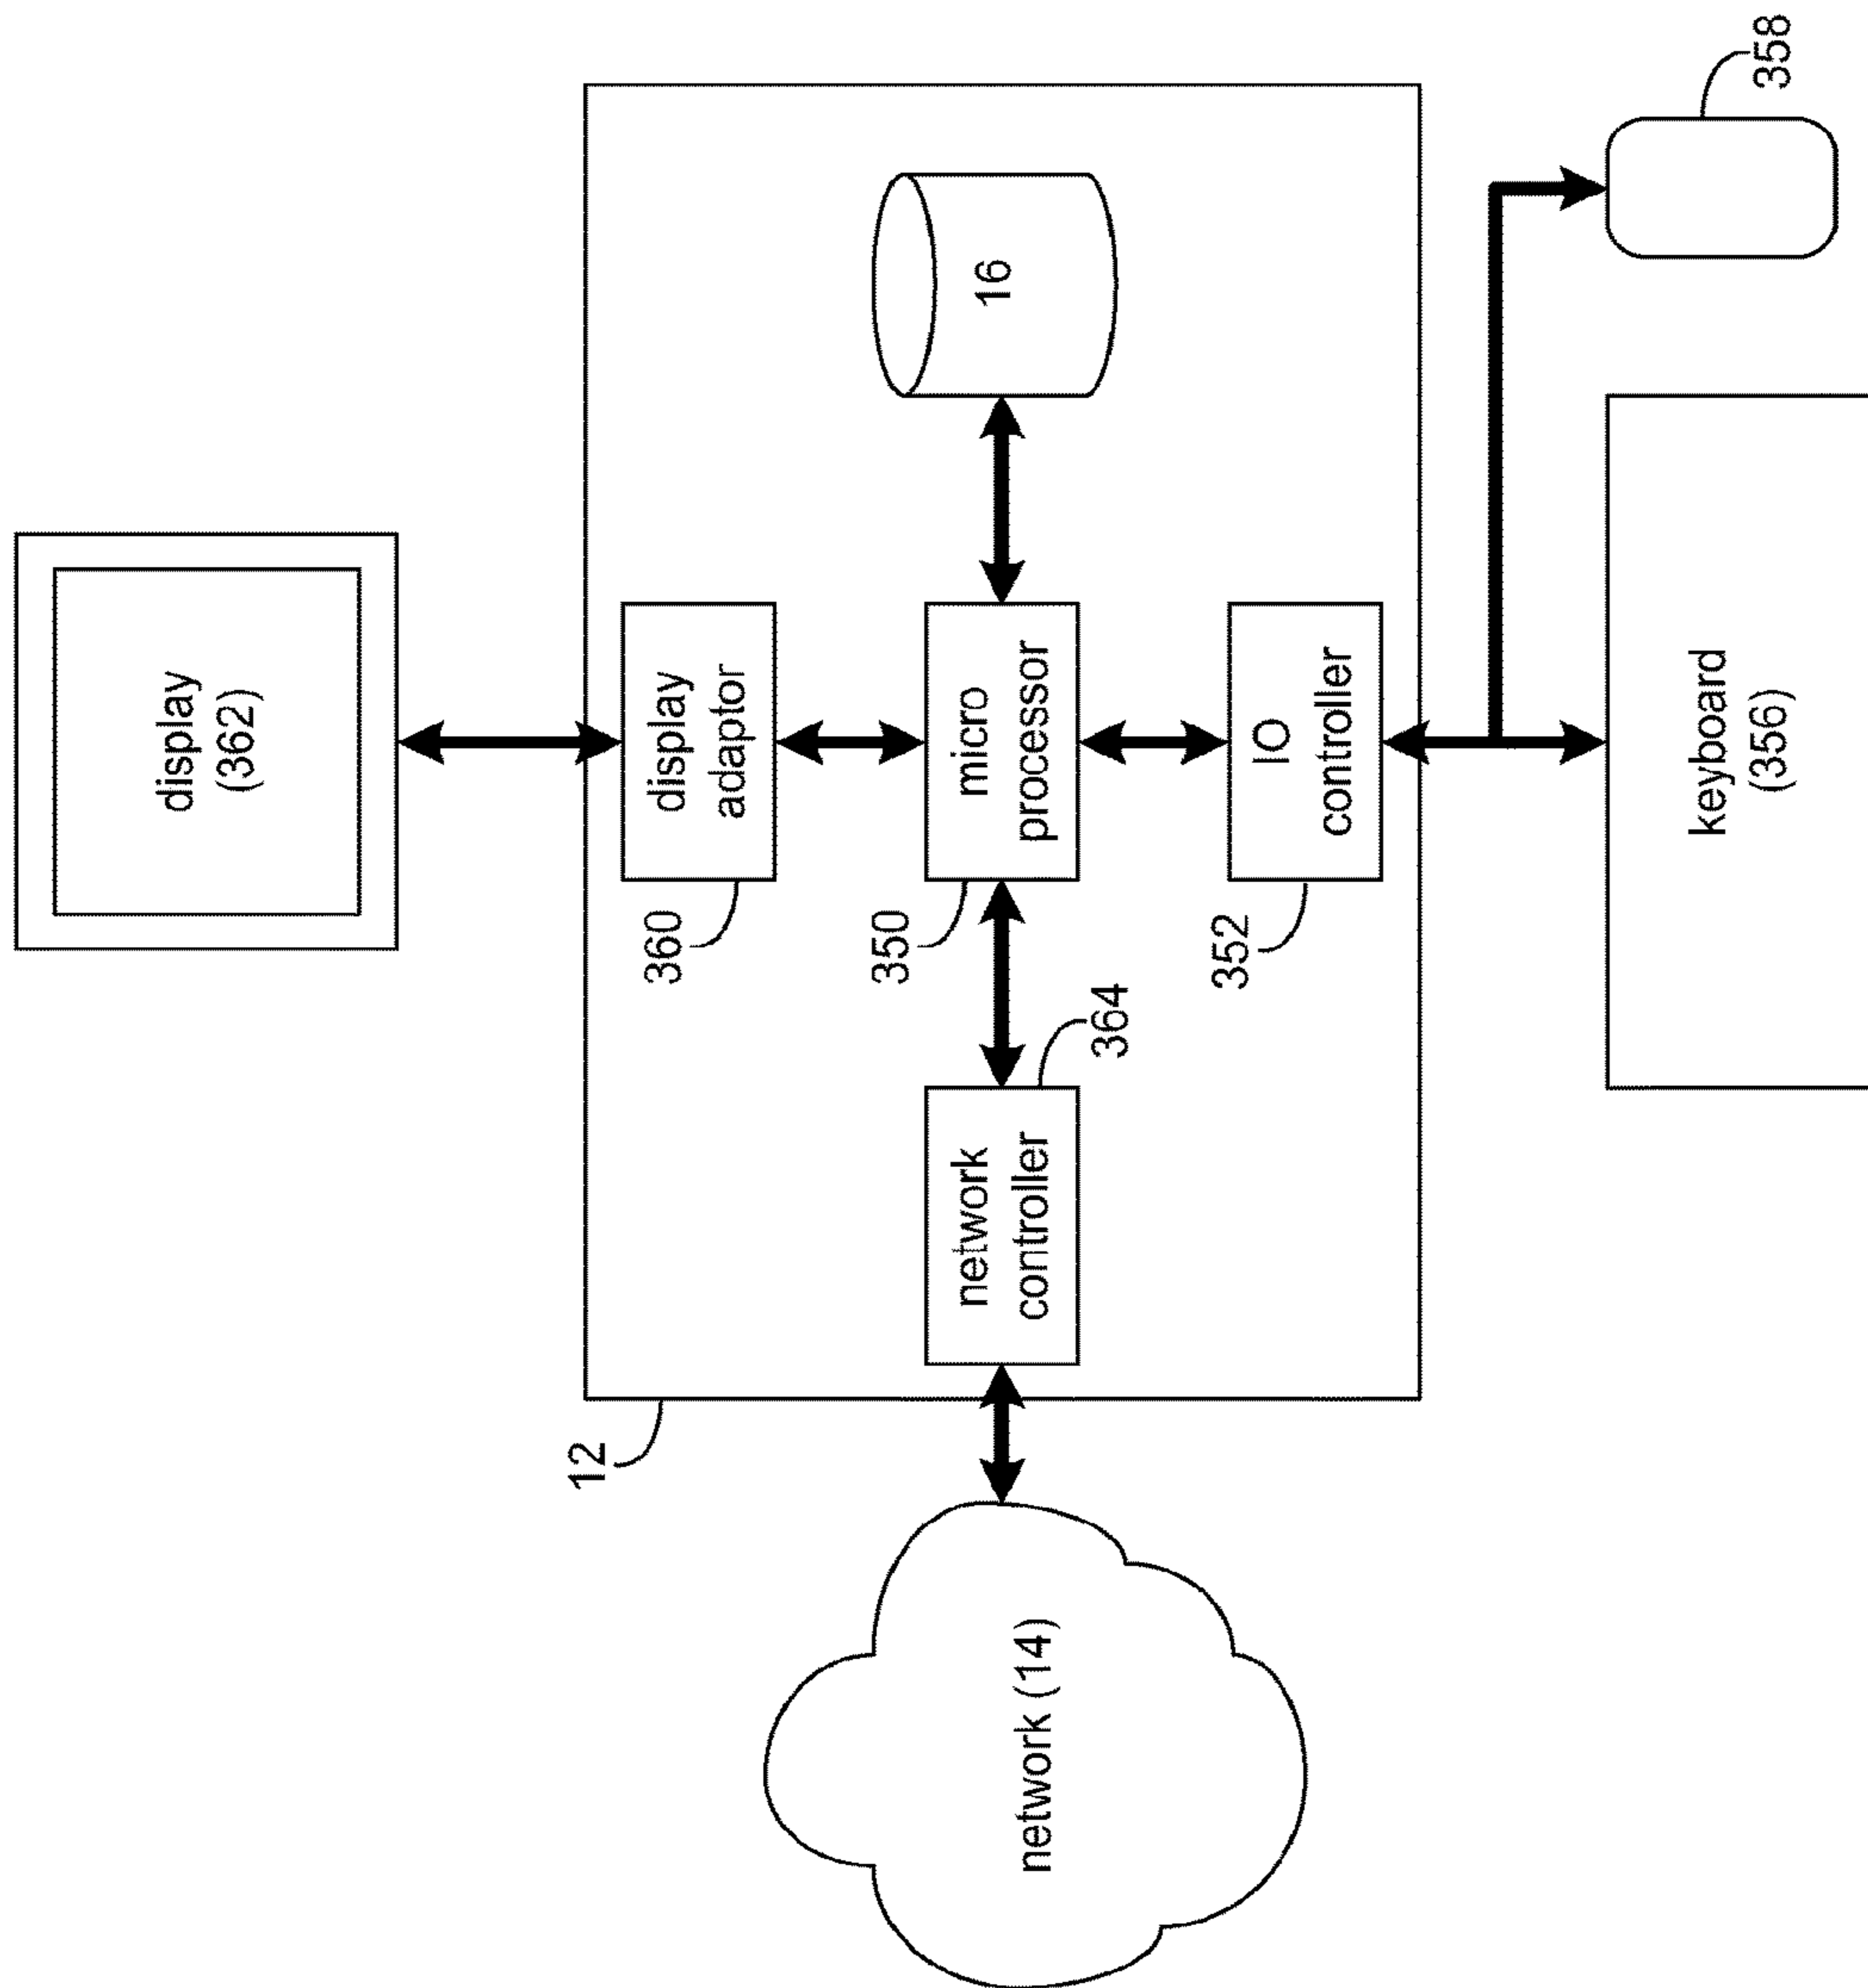 display
(362)
360
display
adaptor
350
micro
processor
16
364
network
controller
12
network (14)
352
IO
controller
358
keyboard
(356)